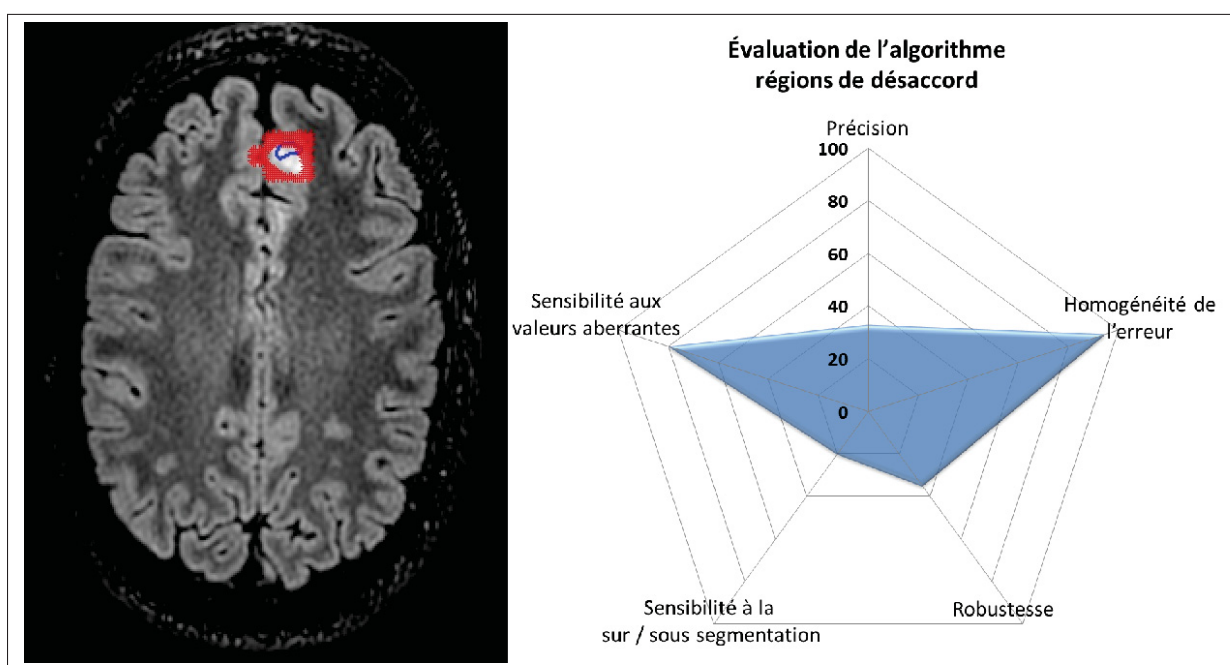 Évaluation de l'algorithme
régions de désaccord
Précision
100
80
60
40
20
0
Homogénéité de
l'erreur
Sensibilité aux
valeurs aberrantes
Sensibilité à la
sur / sous segmentation
Robustesse